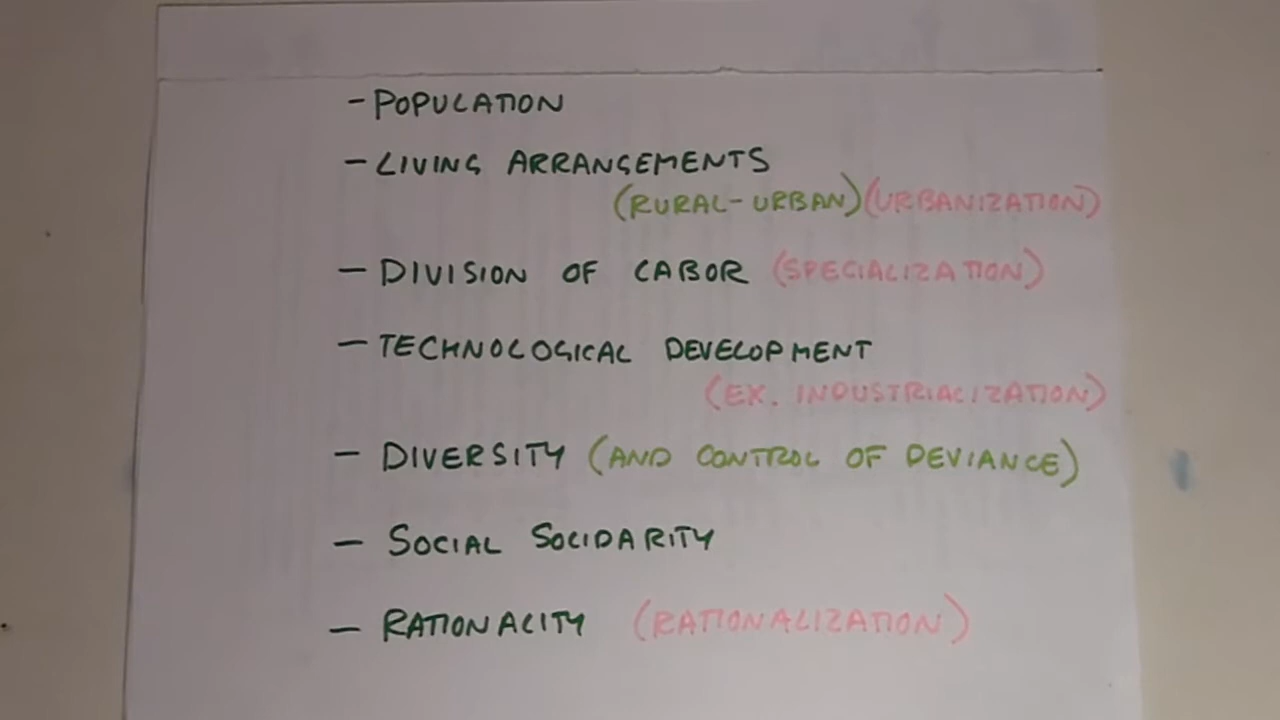 - POPULATION
- LIVING ARRANGEMENTS
(RURAL-URBAN) (URBANIZATION)
- DIVISION OF LABOR (SPECIALIZATION)
- TECHNOLOGICAL DEVELOPMENT
(EX. INDUSTRIALIZATION)
- DIVERSITY (AND CONTROL OF DEVIANCE)
- SOCIAL SOLIDARITY
- RATIONALITY (RATIONALIZATION)